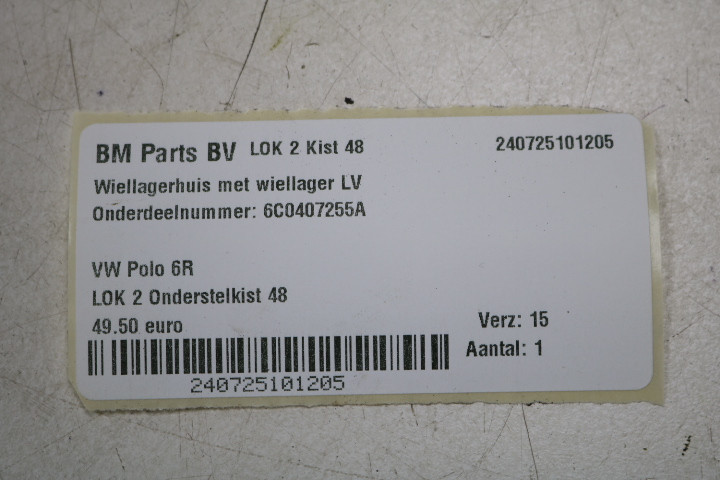 BM Parts BV LOK 2 Kist 48 240725101205
Wiellagerhuis met wiellager LV
Onderdeelnummer: 6C0407255A
VW Polo 6R
LOK 2 Onderstelkist 48
49.50 euro Verz: 15
Aantal: 1
240725101205